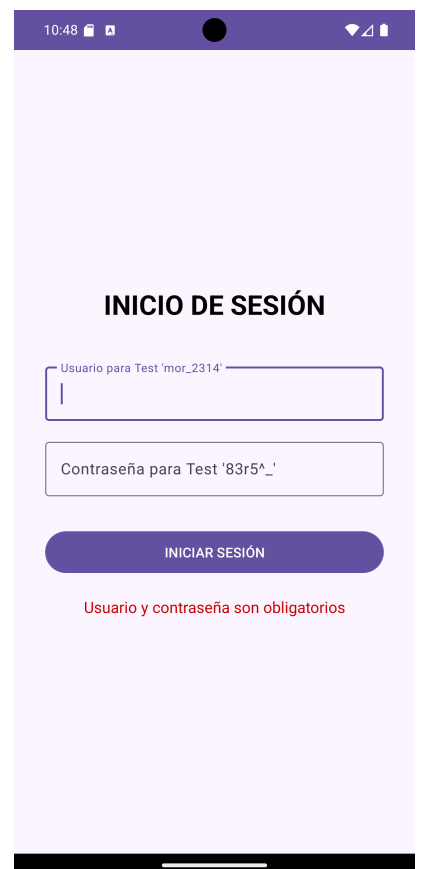 10:48
INICIO DE SESIÓN
Usuario para Test 'mor_2314'
Contraseña para Test '83r5^_'
INICIAR SESIÓN
Usuario y contraseña son obligatorios